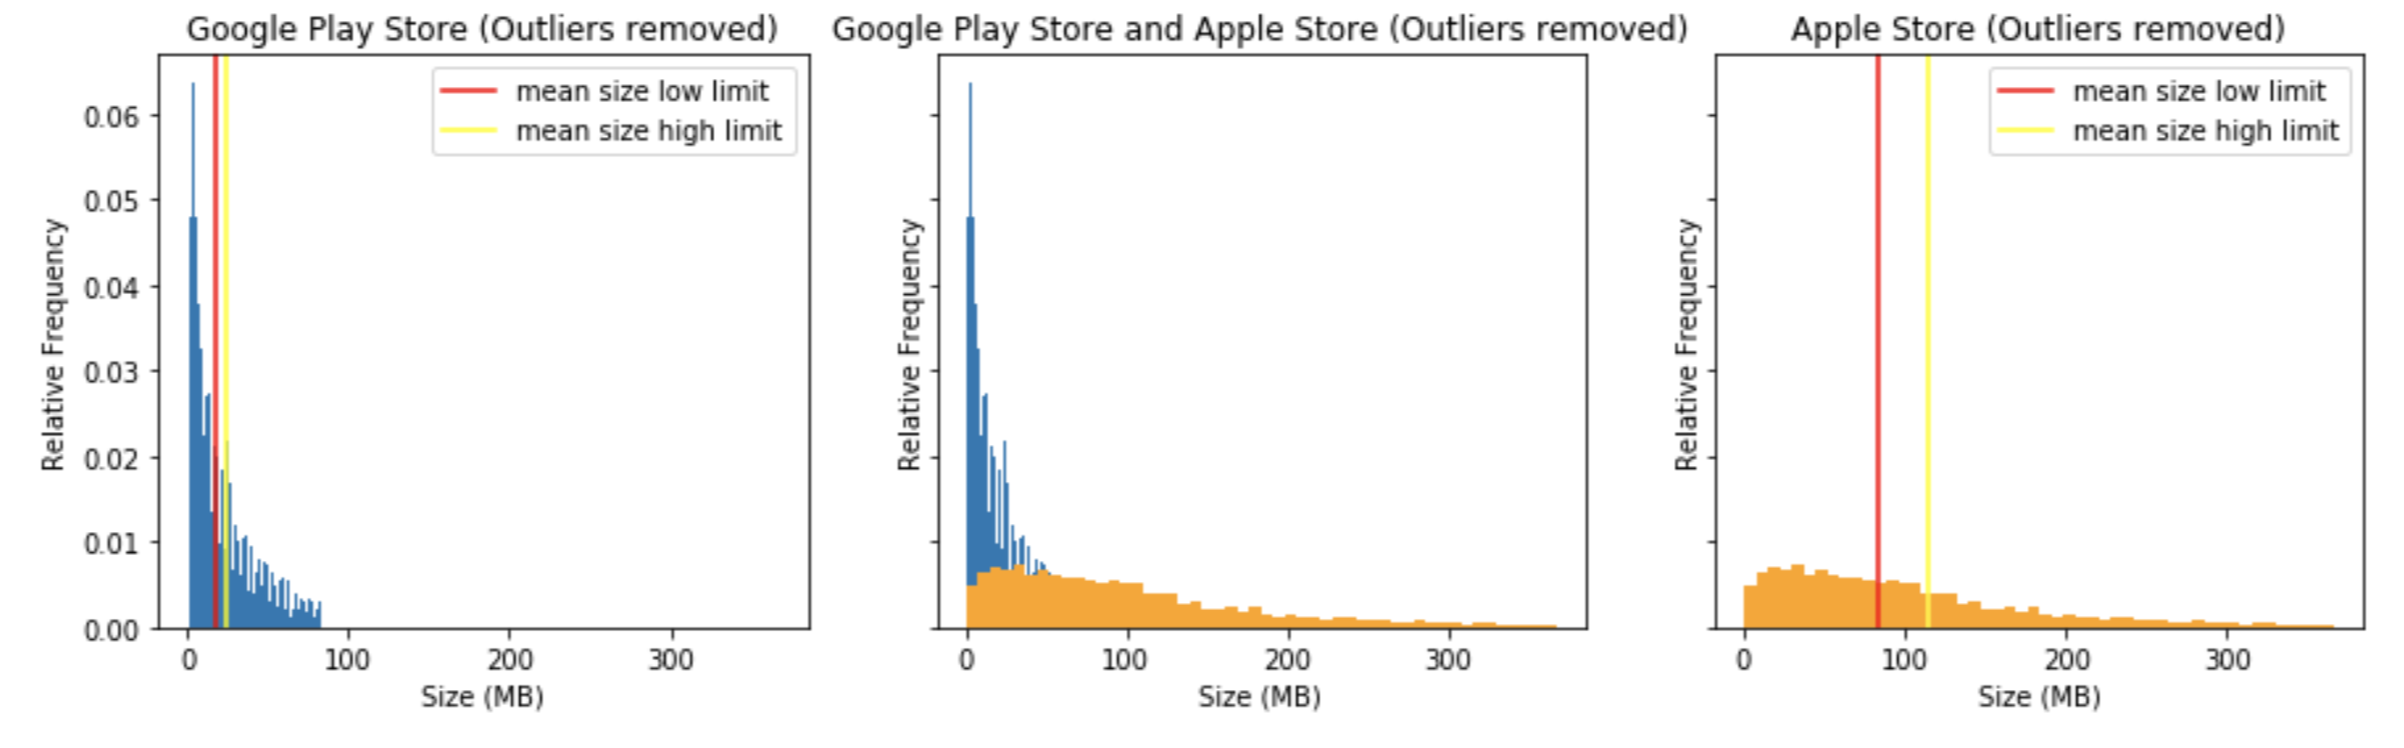 Google Play Store (Outliers removed)
mean size low limit
mean size high limit
Relative Frequency
0.06
0.05
0.04
0.03
0.02
0.01
0.00
0 100 200 300
Size (MB)
Google Play Store and Apple Store (Outliers removed)
Relative Frequency
0 100 200 300
Size (MB)
Apple Store (Outliers removed)
mean size low limit
mean size high limit
Relative Frequency
0 100 200 300
Size (MB)